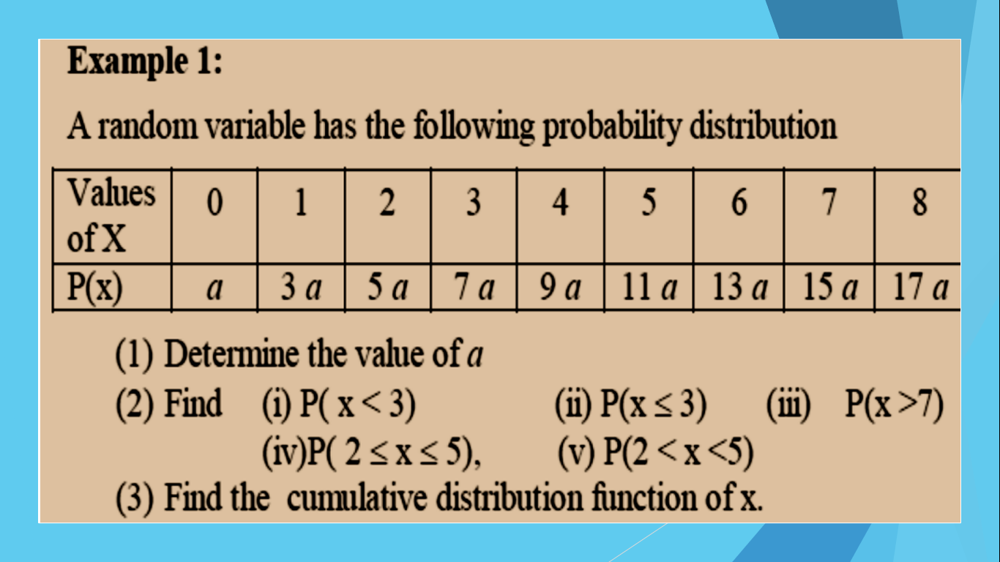 Example 1:
A random variable has the following probability distribution
Values of X 0 1 2 3 4 5 6 7 8
P(x) a 3 a 5 a 7 a 9 a 11 a 13 a 15 a 17 a
(1) Determine the value of a
(2) Find (i) P( x < 3) (ii) P(x ≤ 3) (iii) P(x >7)
(iv)P( 2 ≤ x ≤ 5), (v) P(2 < x <5)
(3) Find the cumulative distribution function of x.